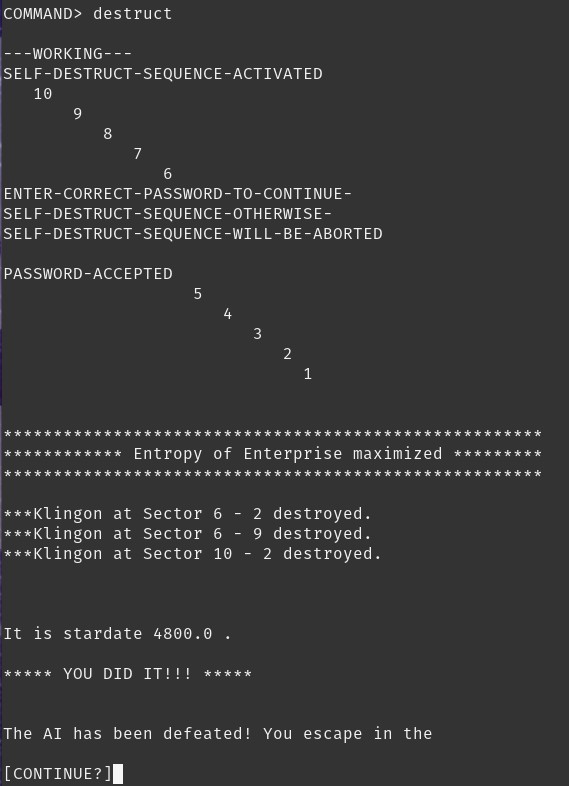 COMMAND> destruct
---WORKING---
SELF-DESTRUCT-SEQUENCE-ACTIVATED
10
9
8
7
6
ENTER-CORRECT-PASSWORD-TO-CONTINUE-
SELF-DESTRUCT-SEQUENCE-OTHERWISE-
SELF-DESTRUCT-SEQUENCE-WILL-BE-ABORTED
PASSWORD-ACCEPTED
5
4
3
2
1
******************************************************
************ Entropy of Enterprise maximized *********
******************************************************
***Klingon at Sector 6 - 2 destroyed.
***Klingon at Sector 6 - 9 destroyed.
***Klingon at Sector 10 - 2 destroyed.
It is stardate 4800.0 .
***** YOU DID IT!!! *****
The AI has been defeated! You escape in the
[CONTINUE?]